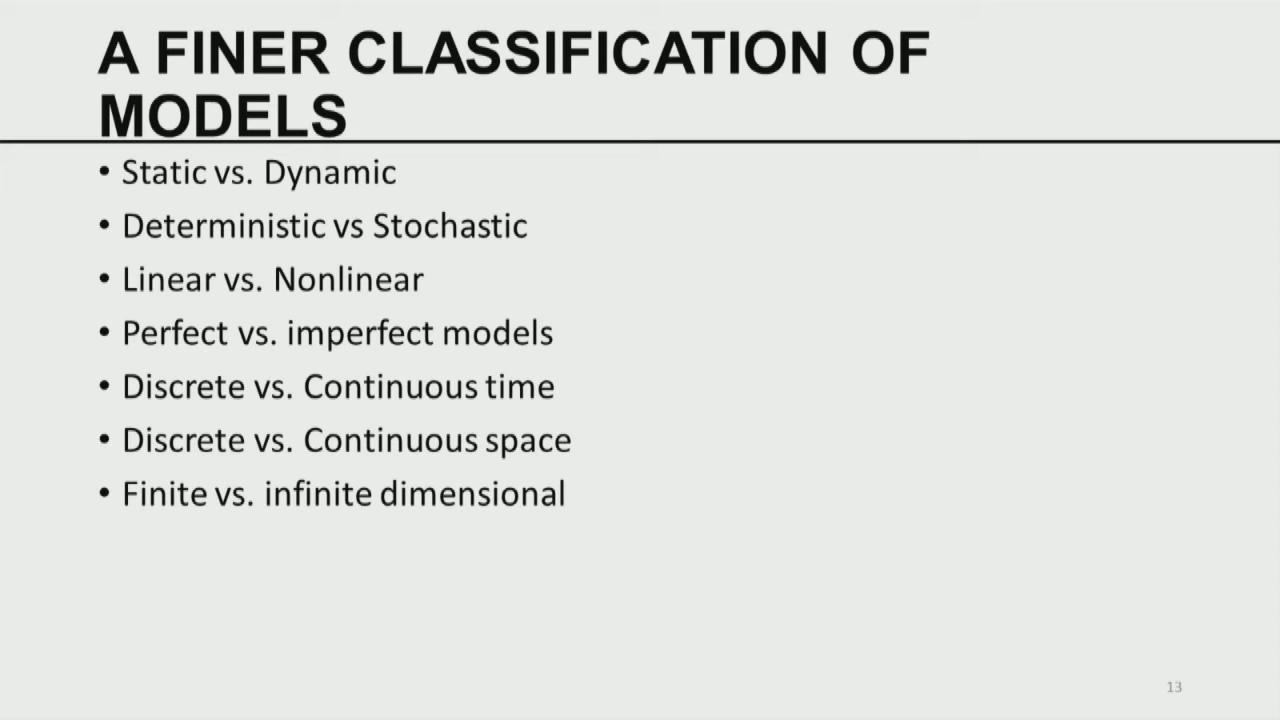 A FINER CLASSIFICATION OF
MODELS
• Static vs. Dynamic
• Deterministic vs Stochastic
• Linear vs. Nonlinear
• Perfect vs. imperfect models
• Discrete vs. Continuous time
• Discrete vs. Continuous space
• Finite vs. infinite dimensional
13